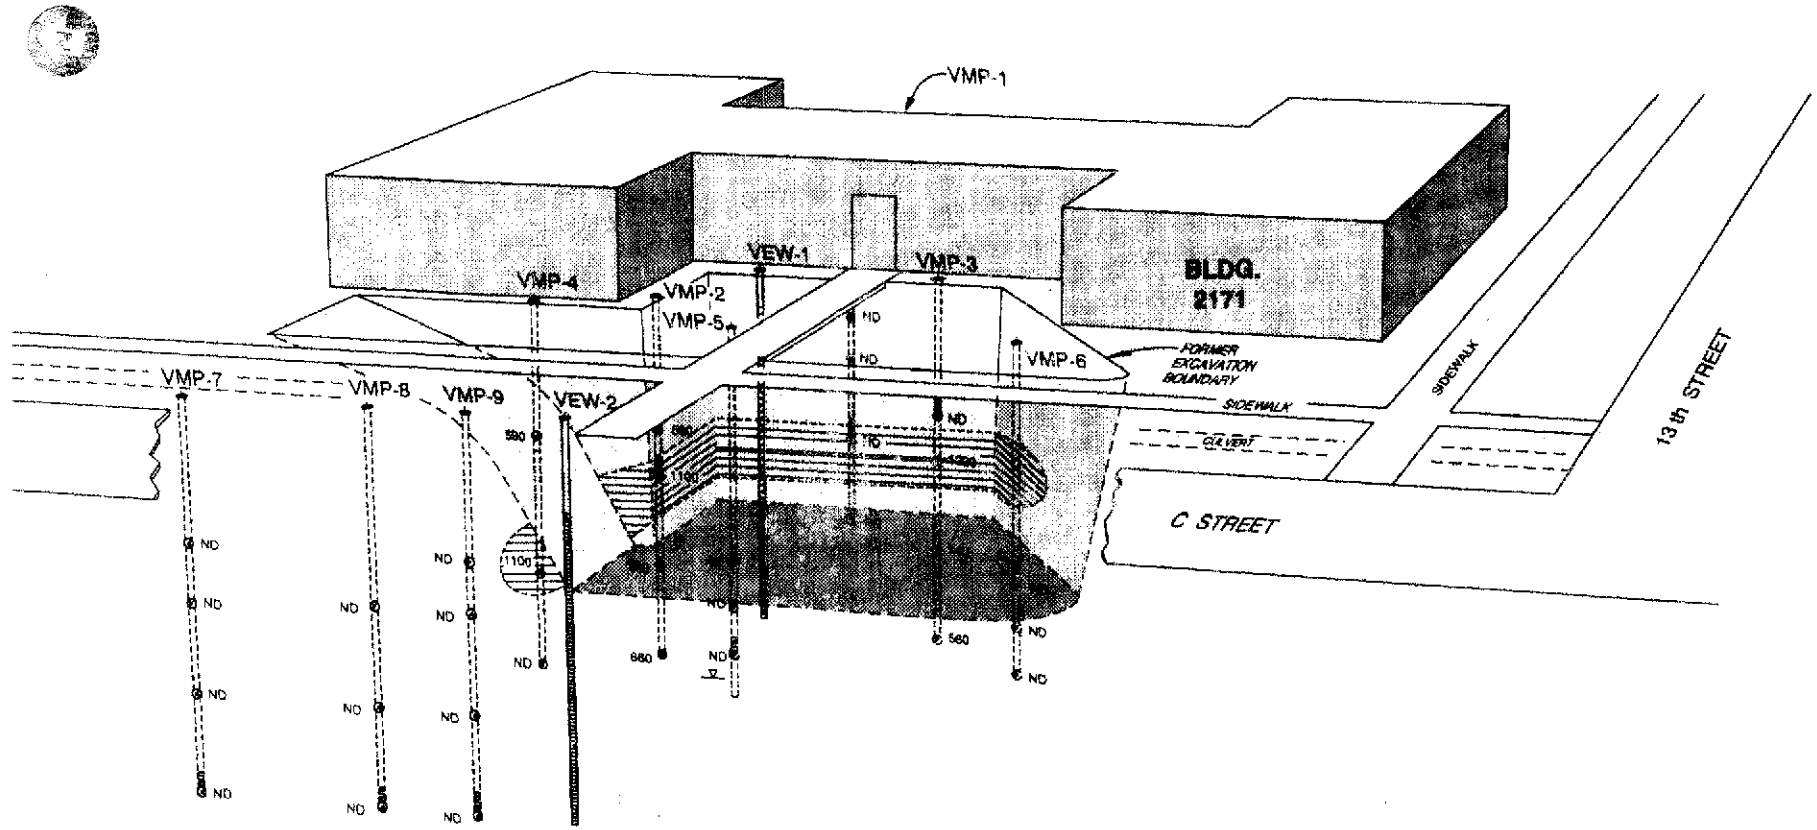 VMP-1
VEW-1
VMP-3
BLDG.
2171
VMP-4
VMP-2
VMP-5
ND
ND
VMP-6
FORMER
EXCAVATION
BOUNDARY
SIDEWALK
13 th STREET
VMP-7
VMP-8
VMP-9
VEW-2
SIDEWALK
ND
CULVERT
1100
C STREET
ND
ND
1100
ND
ND
ND
ND
ND
ND
560
ND
660
ND
ND
ND
ND
ND
ND
ND
ND